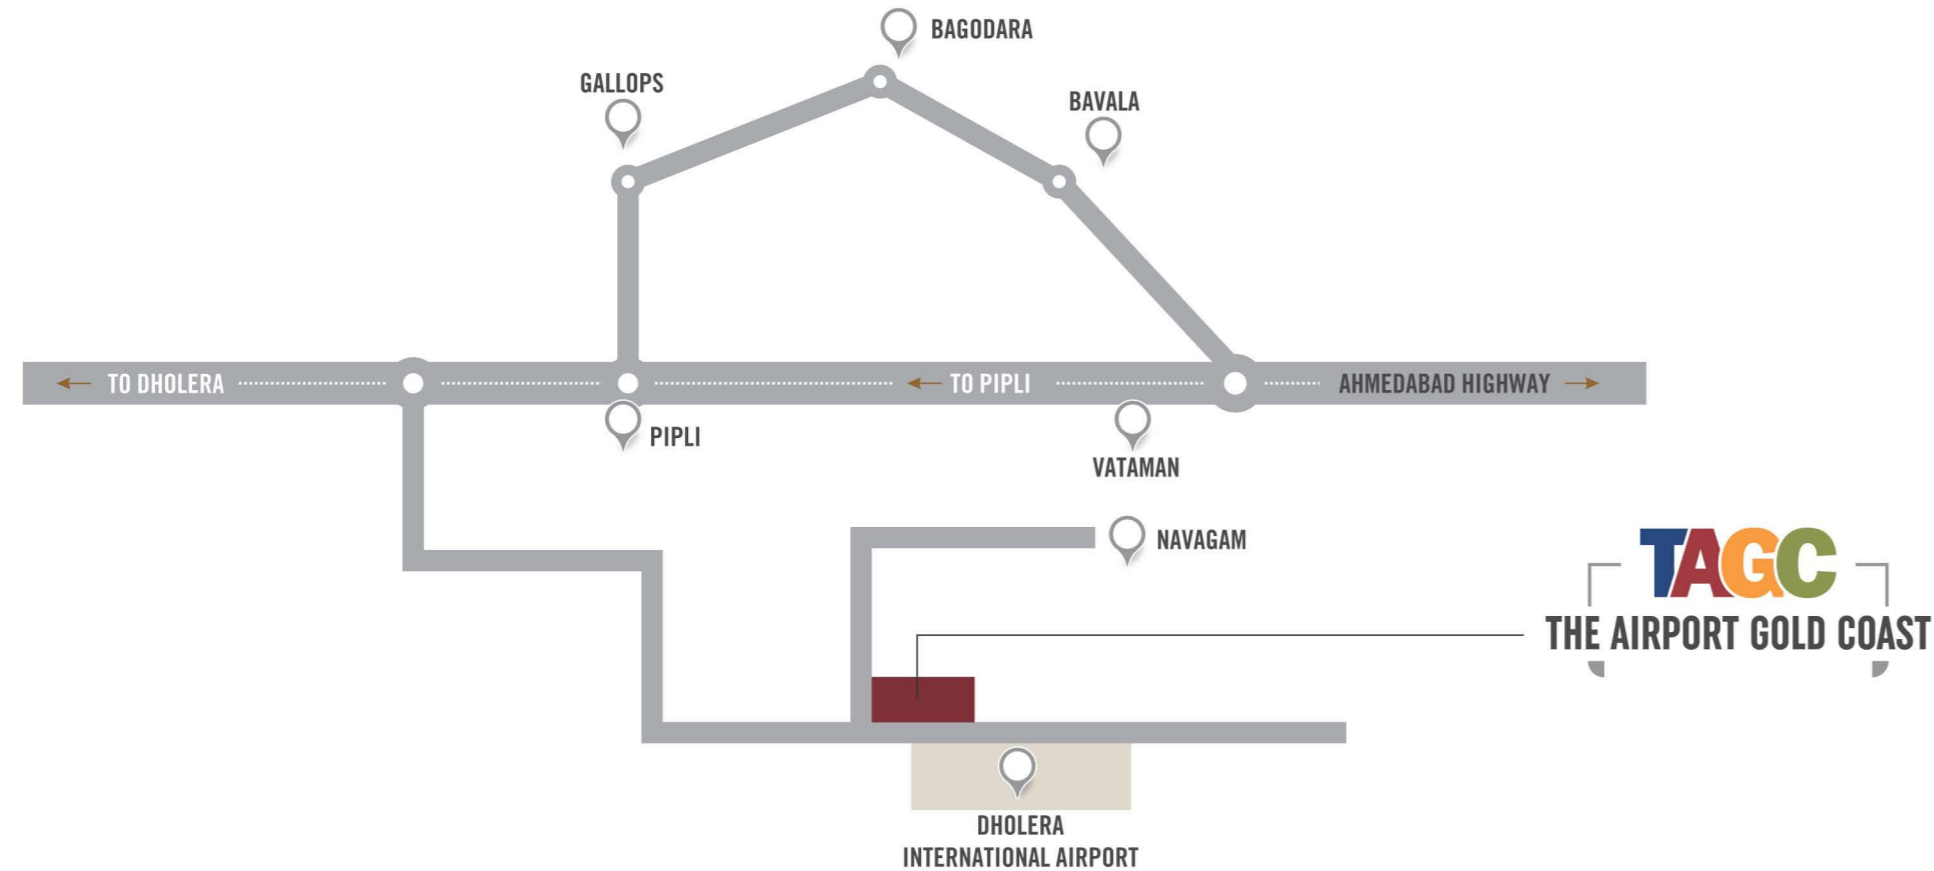 BAGODARA
GALLOPS
BAVALA
TO DHOLERA
TO PIPLI
AHMEDABAD HIGHWAY
PIPLI
VATAMAN
NAVAGAM
TAGC
THE AIRPORT GOLD COAST
DHOLERA
INTERNATIONAL AIRPORT